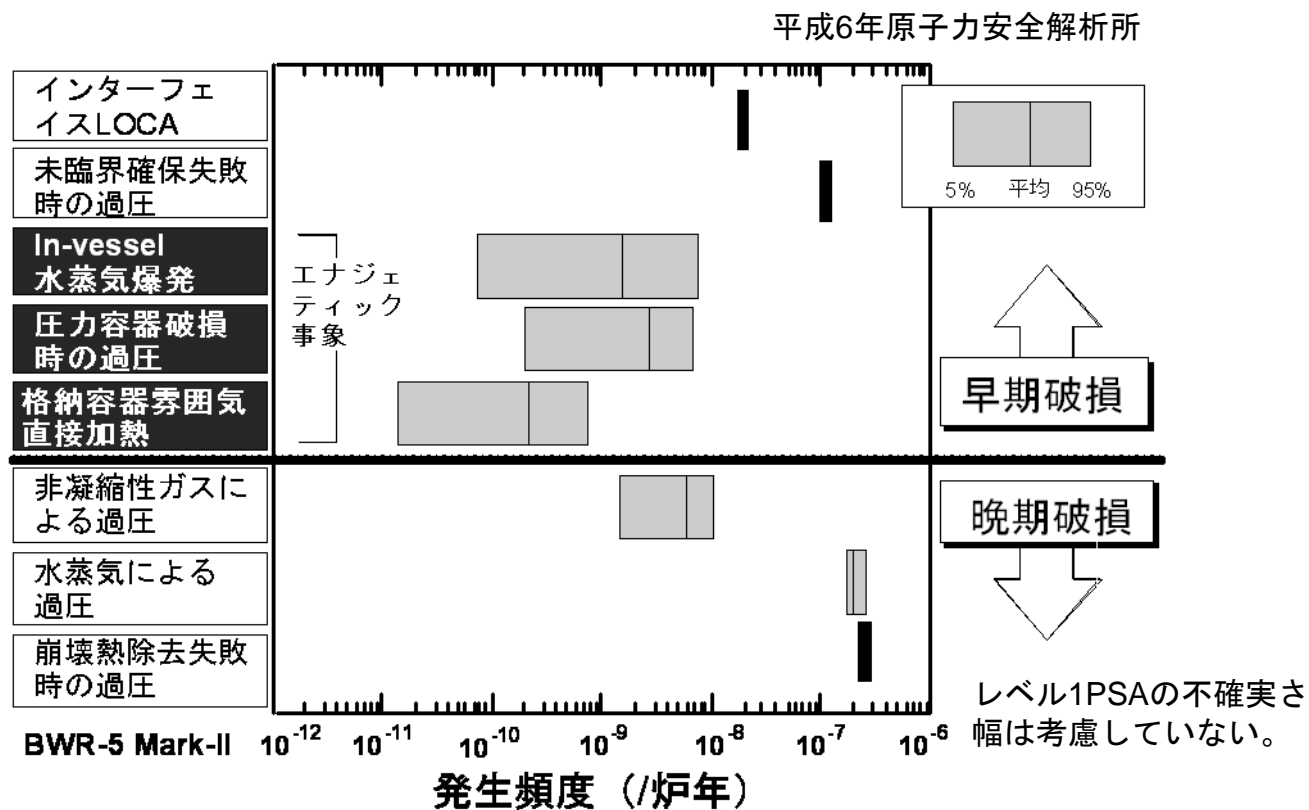 平成6年原子力安全解析所
インターフェ
イスLOCA
未臨界確保失敗
時の過圧
In-vessel
水蒸気爆発
圧力容器破損
時の過圧
格納容器雰囲気
直接加熱
エナジェ
ティック
事象
5% 平均 95%
早期破損
非凝縮性ガスに
よる過圧
水蒸気による
過圧
崩壊熱除去失敗
時の過圧
晩期破損
レベル1PSAの不確実さ
幅は考慮していない。
BWR-5 Mark-II 10⁻¹² 10⁻¹¹ 10⁻¹⁰ 10⁻⁹ 10⁻⁸ 10⁻⁷ 10⁻⁶
発生頻度（/炉年）